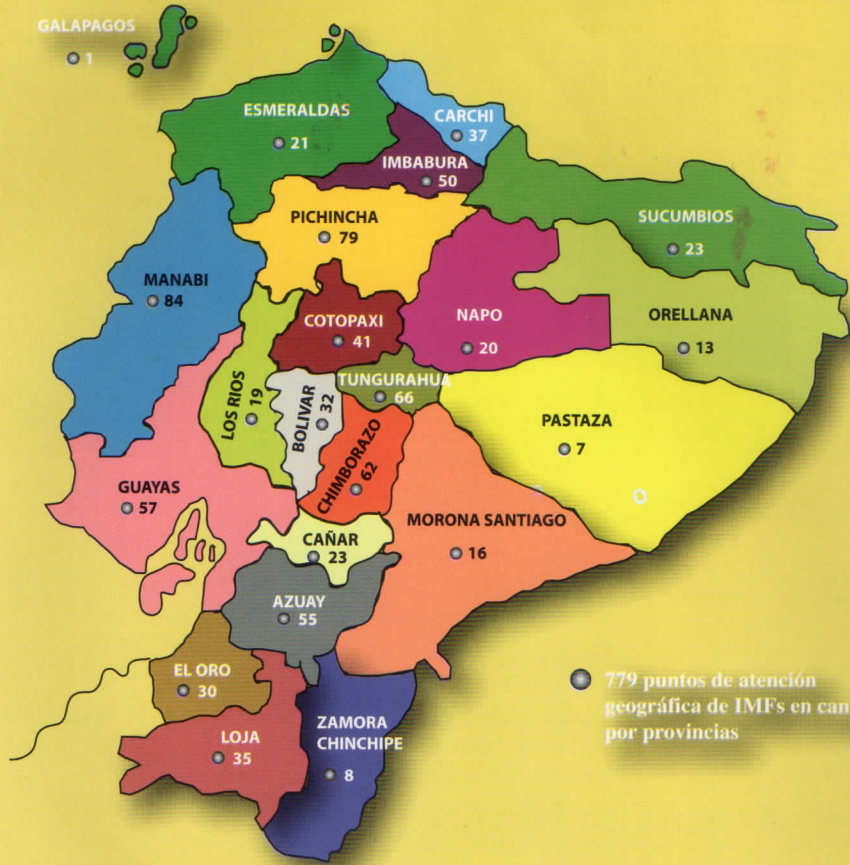 GALAPAGOS
1
ESMERALDAS
21
CARCHI
37
IMBABURA
50
PICHINCHA
79
SUCUMBIOS
23
MANABI
84
COTOPAXI
41
NAPO
20
ORELLANA
13
TUNGURAHUA
66
LOS RIOS
19
BOLIVAR
32
CHIMBORAZO
62
PASTAZA
7
GUAYAS
57
MORONA SANTIAGO
16
CAÑAR
23
AZUAY
55
EL ORO
30
LOJA
35
ZAMORA
CHINCHIPE
8
779 puntos de atención
geográfica de IMFs en can
por provincias